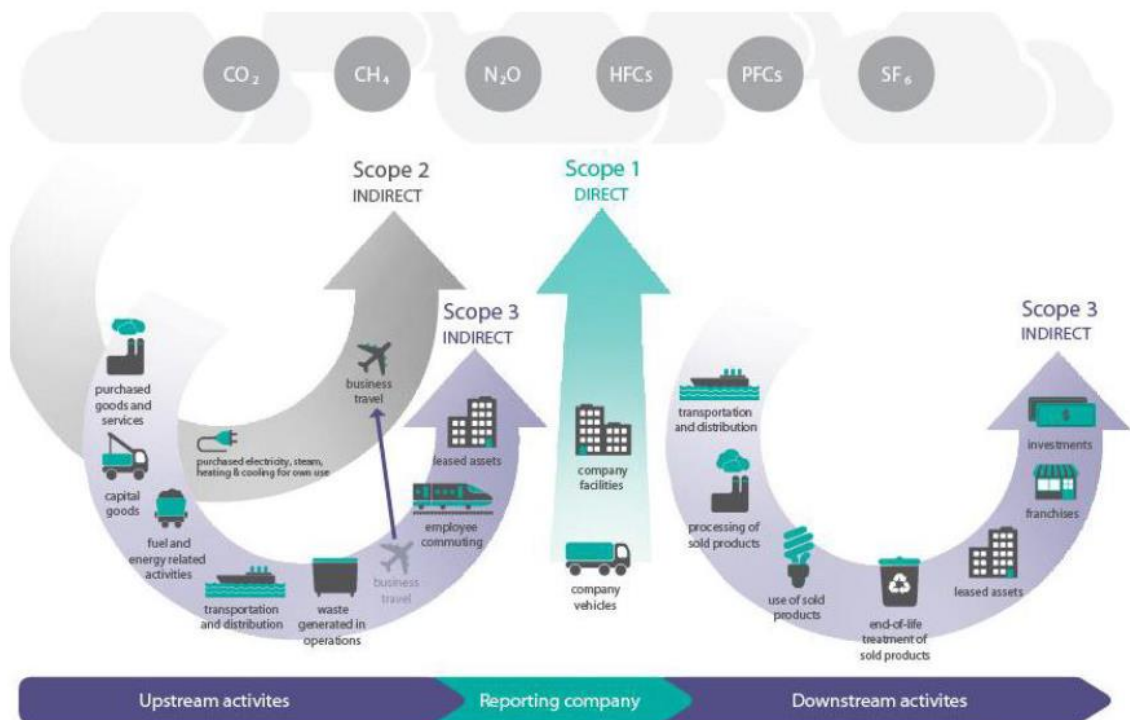 CO₂
CH₄
N₂O
HFCs
PFCs
SF₆
Scope 2
INDIRECT
Scope 1
DIRECT
Scope 3
INDIRECT
Scope 3
INDIRECT
purchased
goods and
services
capital
goods
fuel and
energy related
activities
transportation
and distribution
waste
generated in
operations
business
travel
employee
commuting
leased assets
purchased electricity, steam,
heating & cooling for own use
business
travel
company
facilities
company
vehicles
transportation
and distribution
processing of
sold products
use of sold
products
end-of-life
treatment of
sold products
leased assets
franchises
investments
$
Upstream activites
Reporting company
Downstream activites